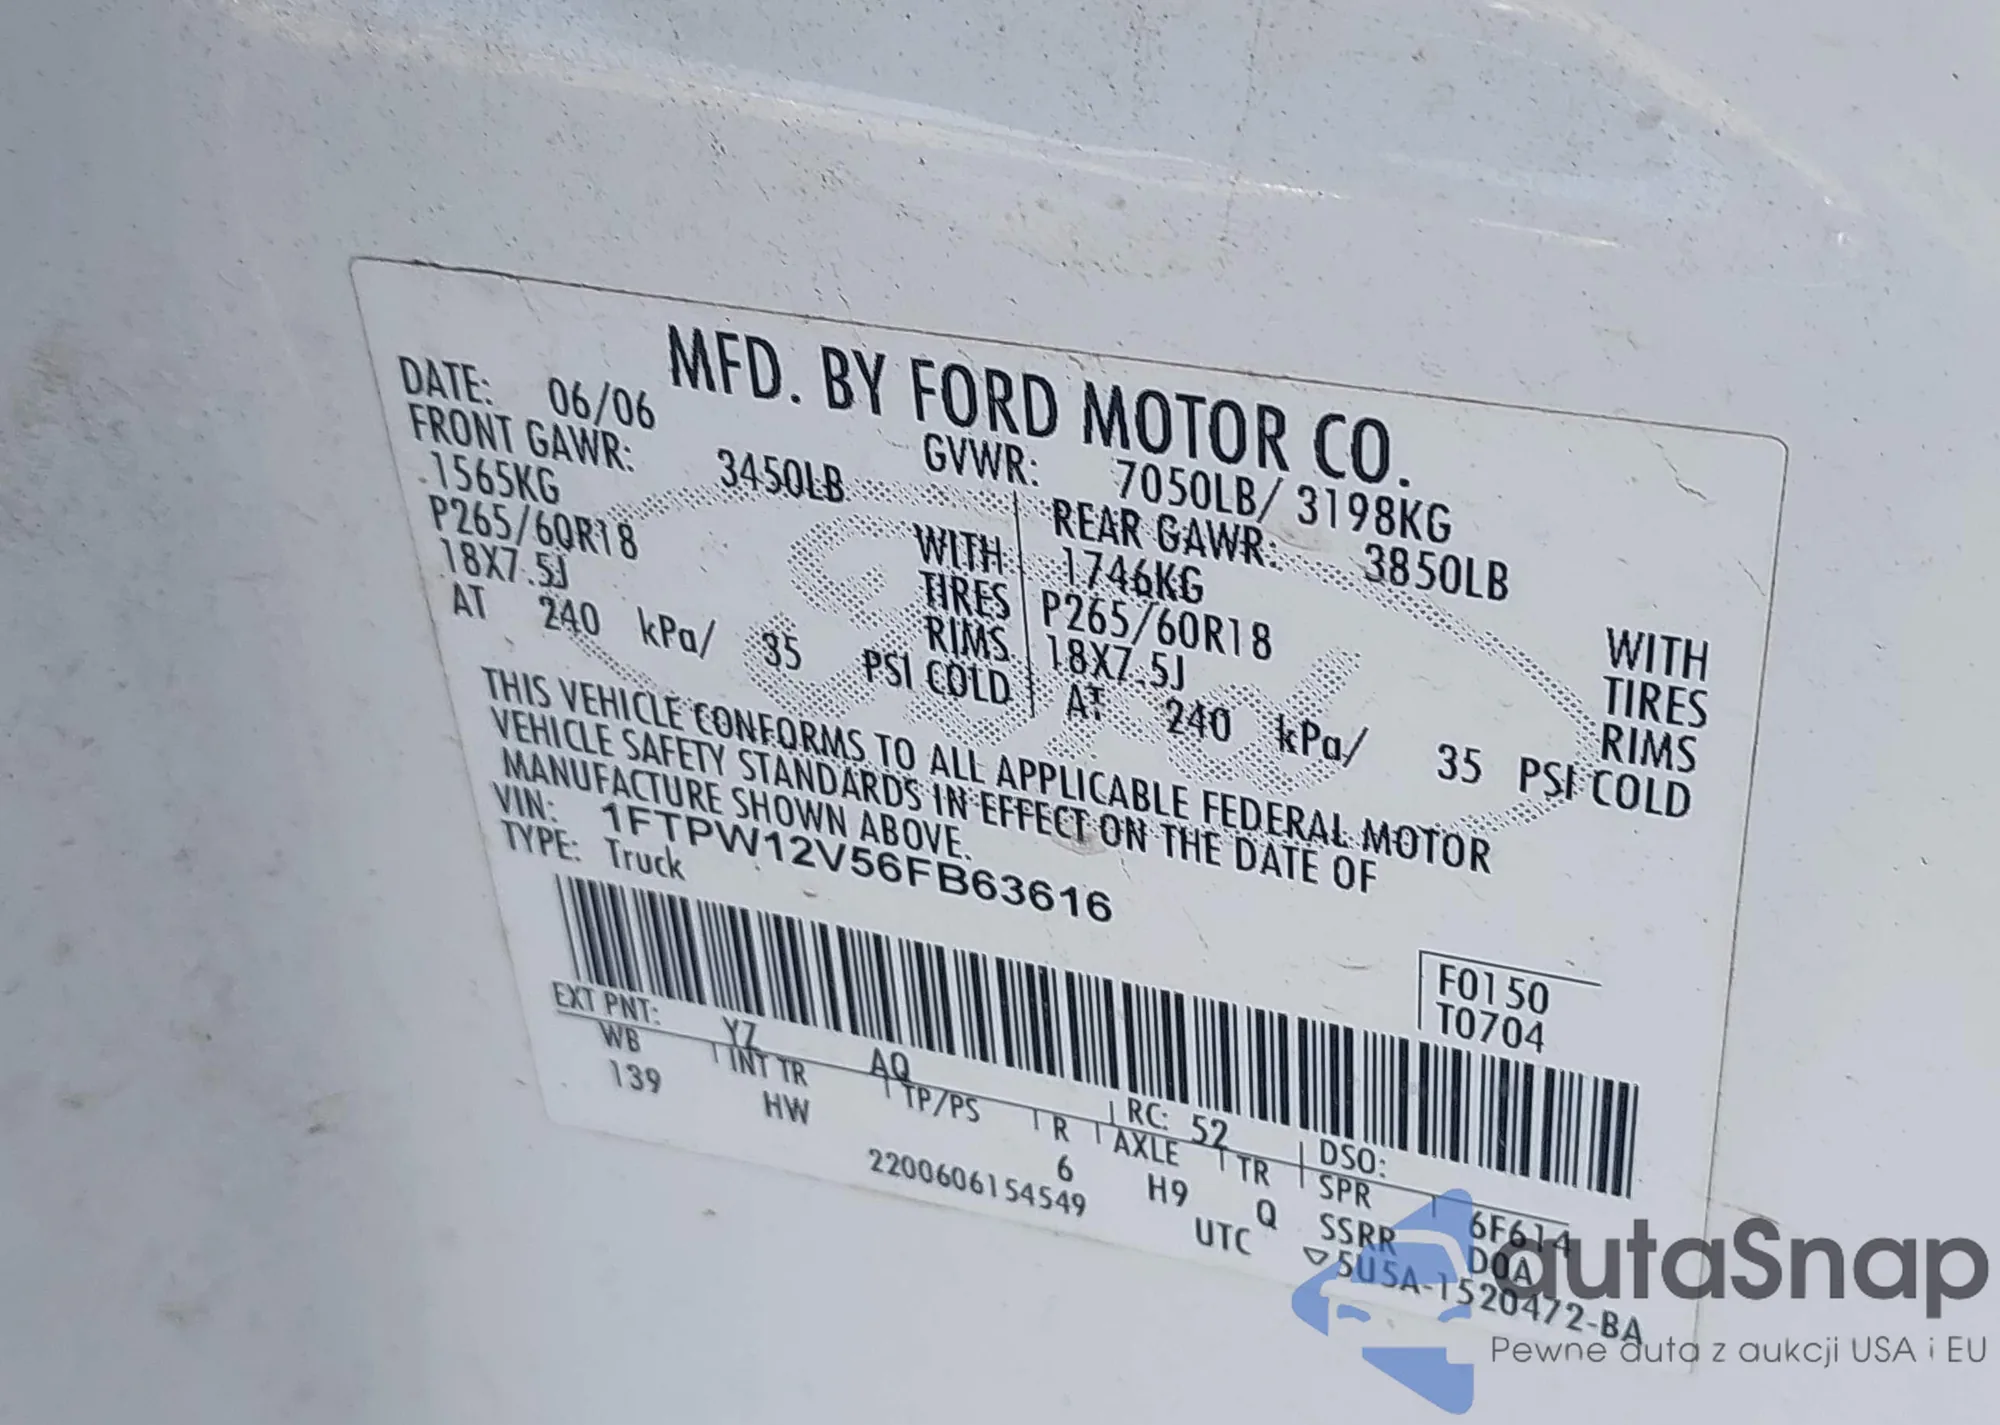 MFD. BY FORD MOTOR CO.
DATE: 06/06 GVWR: 7050LB/ 3198KG
FRONT GAWR: 3450LB
1565KG WITH
P265/60R18 TIRES
18X7.5J RIMS
AT 240 kPa/ 35 PSI COLD
REAR GAWR: 3850LB
1746KG WITH
P265/60R18 TIRES
18X7.5J RIMS
AT 240 kPa/ 35 PSI COLD
THIS VEHICLE CONFORMS TO ALL APPLICABLE FEDERAL MOTOR
VEHICLE SAFETY STANDARDS IN EFFECT ON THE DATE OF
MANUFACTURE SHOWN ABOVE.
VIN: 1FTPW12V56FB63616
TYPE: Truck
F0150
T0704
EXT PNT: YZ AQ RC: 52 DSO:
WB INT TR TP/PS R AXLE TR SPR 6F614
139 HW 6 H9 Q SSRR D0A
2200606154549 UTC ▽5U5A-1520472-BA
Ford
autaSnap
Pewne auta z aukcji USA i EU